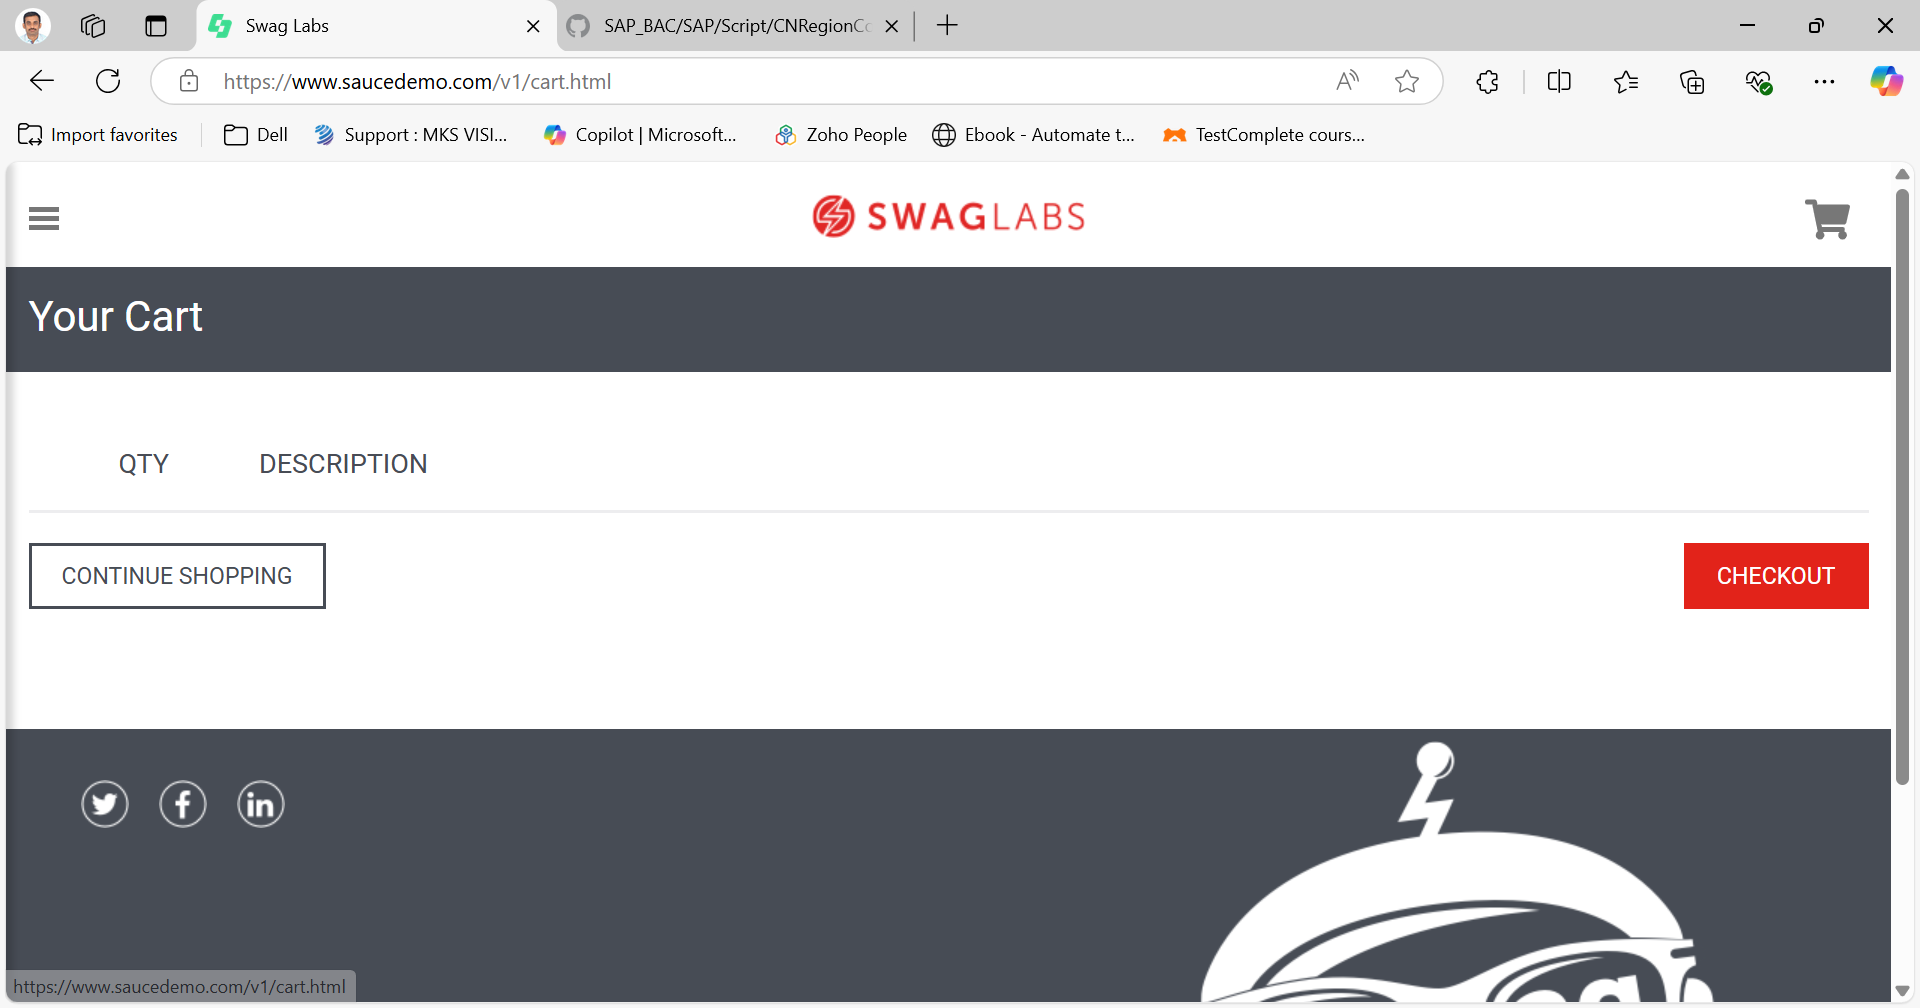 Swag Labs
SAP_BAC/SAP/Script/CNRegionCo
https://www.saucedemo.com/v1/cart.html
Import favorites
Dell
Support : MKS VISI...
Copilot | Microsoft...
Zoho People
Ebook - Automate t...
TestComplete cours...
SWAGLABS
Your Cart
QTY DESCRIPTION
CONTINUE SHOPPING
CHECKOUT
https://www.saucedemo.com/v1/cart.html